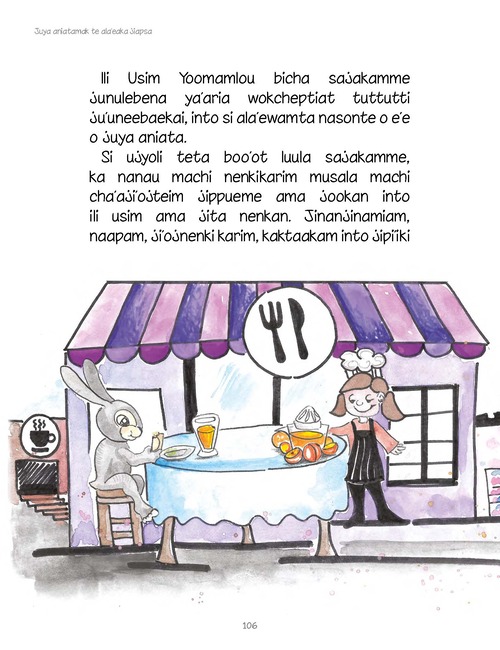 Juya aniatamak te ala'eaka jiapsa
Ili Usim Yoomamlou bicha sajakamme
junulebena ya'aria wokcheptiat tuttutti
ju'uneebaekai, into si ala'ewamta nasonte o e'e
o juya aniata.
Si ujyoli teta boo'ot luula sajakamme,
ka nanau machi nenkikarim musala machi
cha'aji'ojteim jippueme ama jookan into
ili usim ama jita nenkan. Jinanjinamiam,
naapam, ji'ojnenki karim, kaktaakam into jipi'iki
106